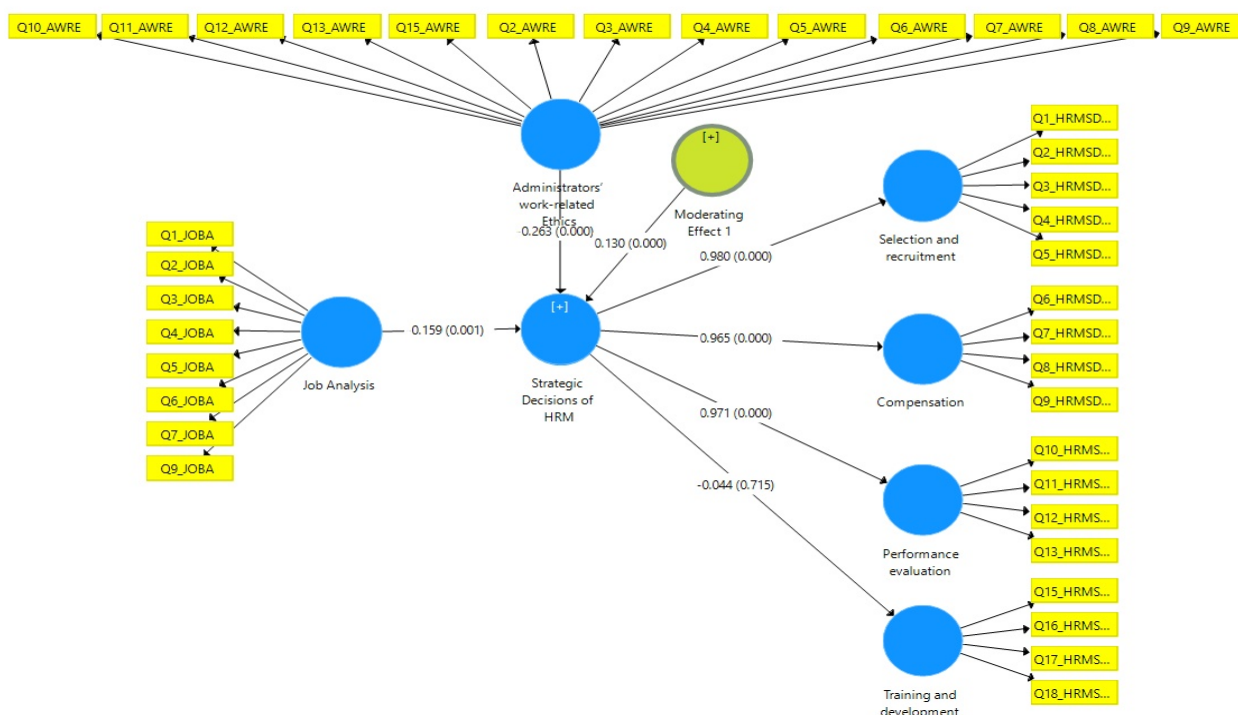 Q10_AWRE
Q11_AWRE
Q12_AWRE
Q13_AWRE
Q15_AWRE
Q2_AWRE
Q3_AWRE
Q4_AWRE
Q5_AWRE
Q6_AWRE
Q7_AWRE
Q8_AWRE
Q9_AWRE
[+]
Administrators'
work-related
Ethics
-0.263 (0.000)
Moderating
Effect 1
0.130 (0.000)
0.980 (0.000)
Q1_HRMSD...
Q2_HRMSD...
Q3_HRMSD...
Q4_HRMSD...
Q5_HRMSD...
Selection and
recruitment
Q1_JOBA
Q2_JOBA
Q3_JOBA
Q4_JOBA
Q5_JOBA
Q6_JOBA
Q7_JOBA
Q9_JOBA
Job Analysis
0.159 (0.001)
[+]
Strategic
Decisions of
HRM
0.965 (0.000)
Q6_HRMSD...
Q7_HRMSD...
Q8_HRMSD...
Q9_HRMSD...
Compensation
0.971 (0.000)
-0.044 (0.715)
Q10_HRMS...
Q11_HRMS...
Q12_HRMS...
Q13_HRMS...
Performance
evaluation
Q15_HRMS...
Q16_HRMS...
Q17_HRMS...
Q18_HRMS...
Training and
development